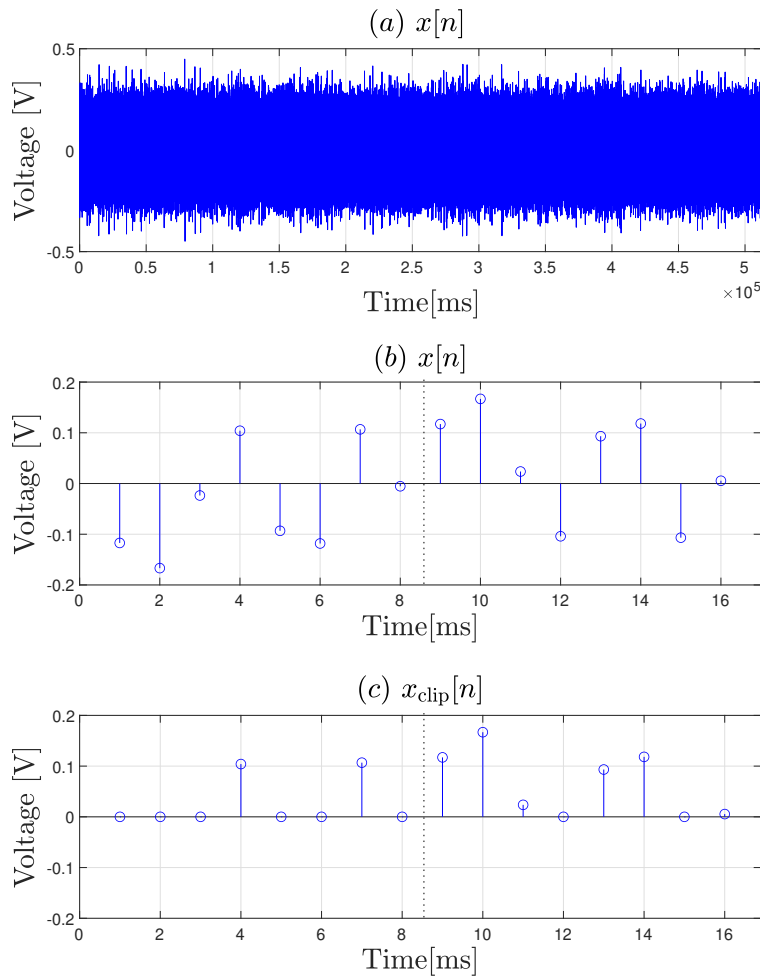 (a) x[n]
Voltage [V]
0.5
0
-0.5
0 0.5 1 1.5 2 2.5 3 3.5 4 4.5 5
×10⁵
Time[ms]
(b) x[n]
Voltage [V]
0.2
0.1
0
-0.1
-0.2
0 2 4 6 8 10 12 14 16
Time[ms]
(c) x_clip[n]
Voltage [V]
0.2
0.1
0
-0.1
-0.2
0 2 4 6 8 10 12 14 16
Time[ms]